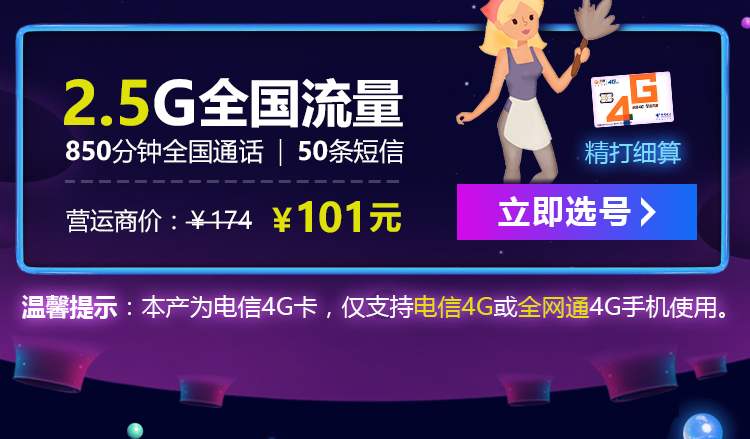 2.5G全国流量
850分钟全国通话 | 50条短信
营运商价：￥174 ￥101元
4G
精打细算
立即选号
温馨提示：本产为电信4G卡，仅支持电信4G或全网通4G手机使用。